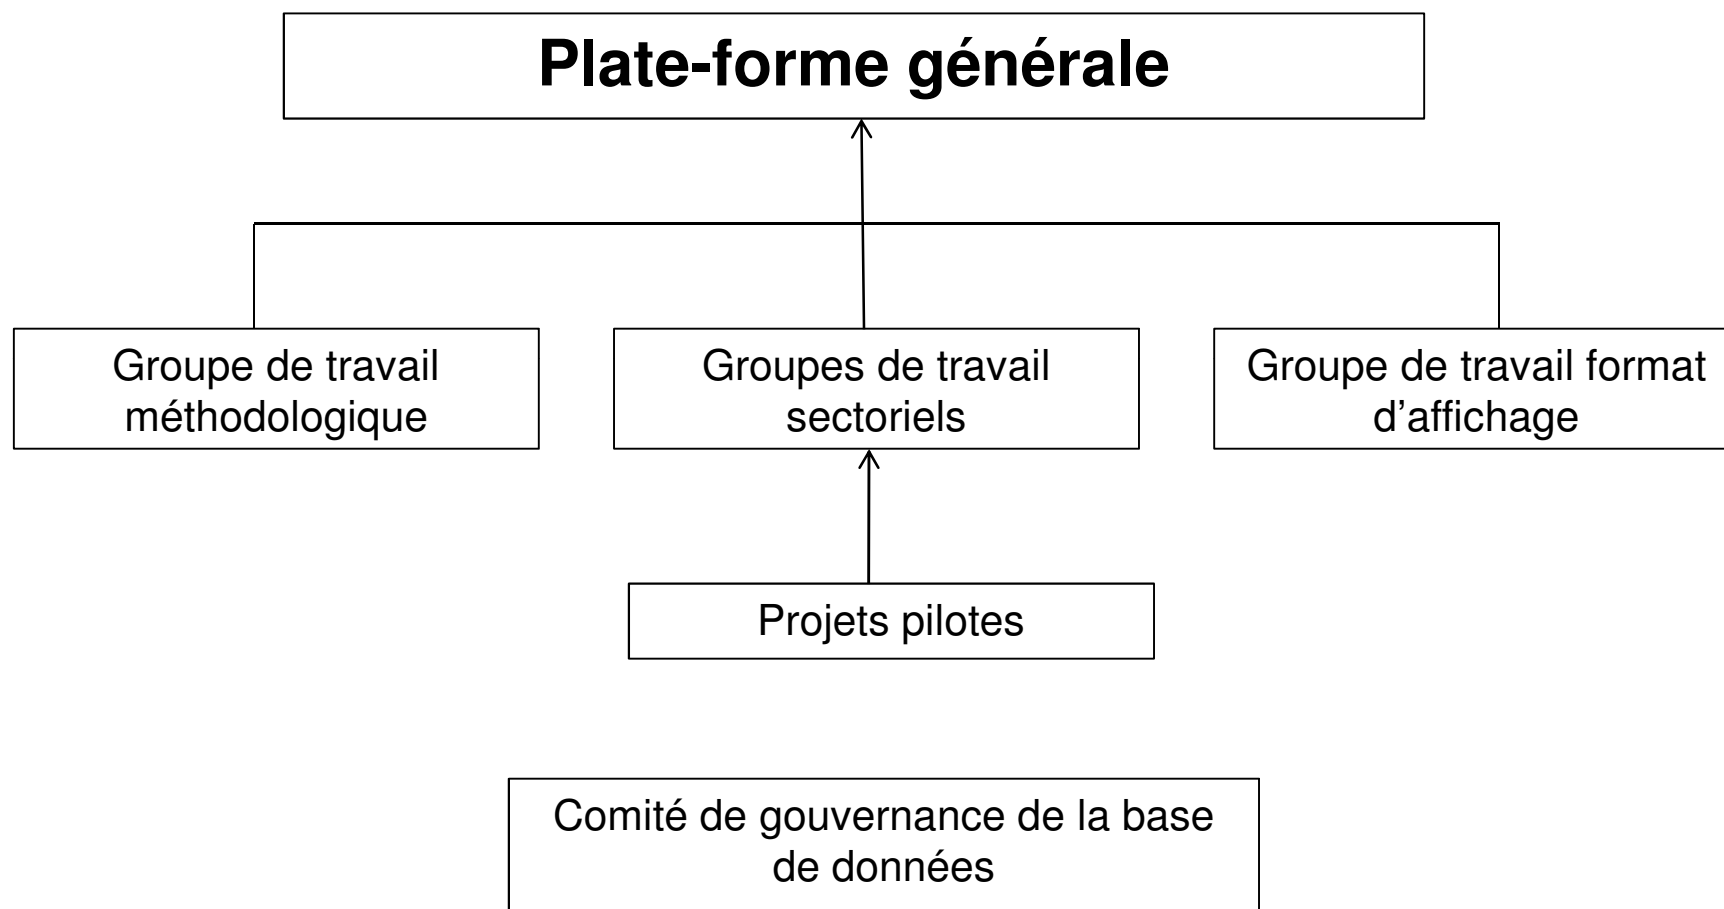 Plate-forme générale
Groupe de travail
méthodologique
Groupes de travail
sectoriels
Groupe de travail format
d’affichage
Projets pilotes
Comité de gouvernance de la base
de données